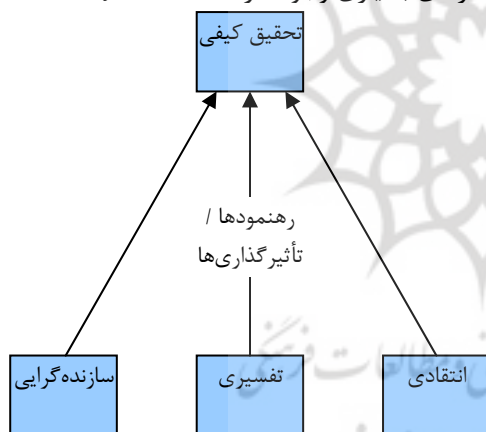 تحقیق کیفی
رهنمودها /
تأثیرگذاری‌ها
سازنده‌گرایی
تفسیری
انتقادی